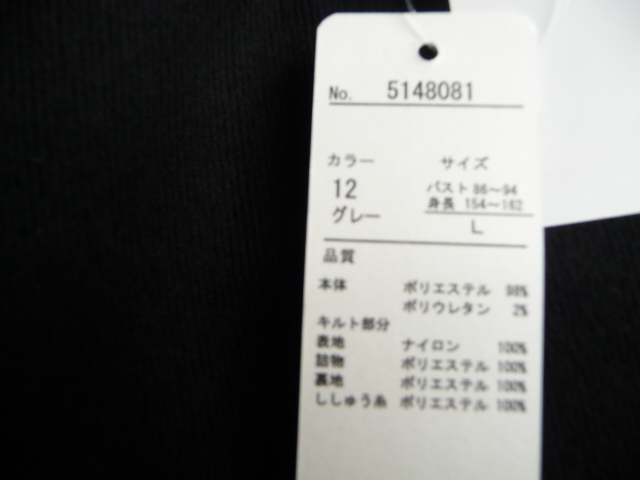 No. 5148081
カラー サイズ
12 バスト 86～94
グレー 身長 154～162
L
品質
本体 ポリエステル 98%
ポリウレタン 2%
キルト部分
表地 ナイロン 100%
詰物 ポリエステル 100%
裏地 ポリエステル 100%
ししゅう糸 ポリエステル 100%